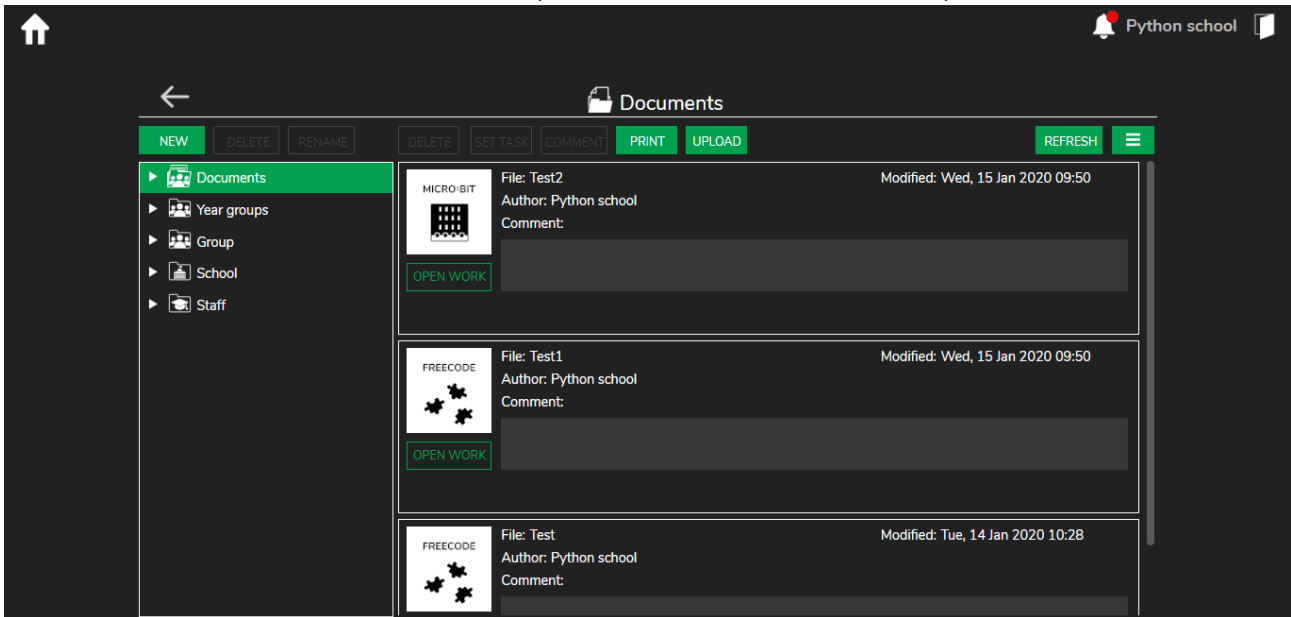 Python school
Documents
NEW DELETE RENAME DELETE SET TASK COMMENT PRINT UPLOAD REFRESH
Documents
Year groups
Group
School
Staff
MICRO:BIT
File: Test2 Modified: Wed, 15 Jan 2020 09:50
Author: Python school
Comment:
OPEN WORK
FREECODE
File: Test1 Modified: Wed, 15 Jan 2020 09:50
Author: Python school
Comment:
OPEN WORK
FREECODE
File: Test Modified: Tue, 14 Jan 2020 10:28
Author: Python school
Comment: